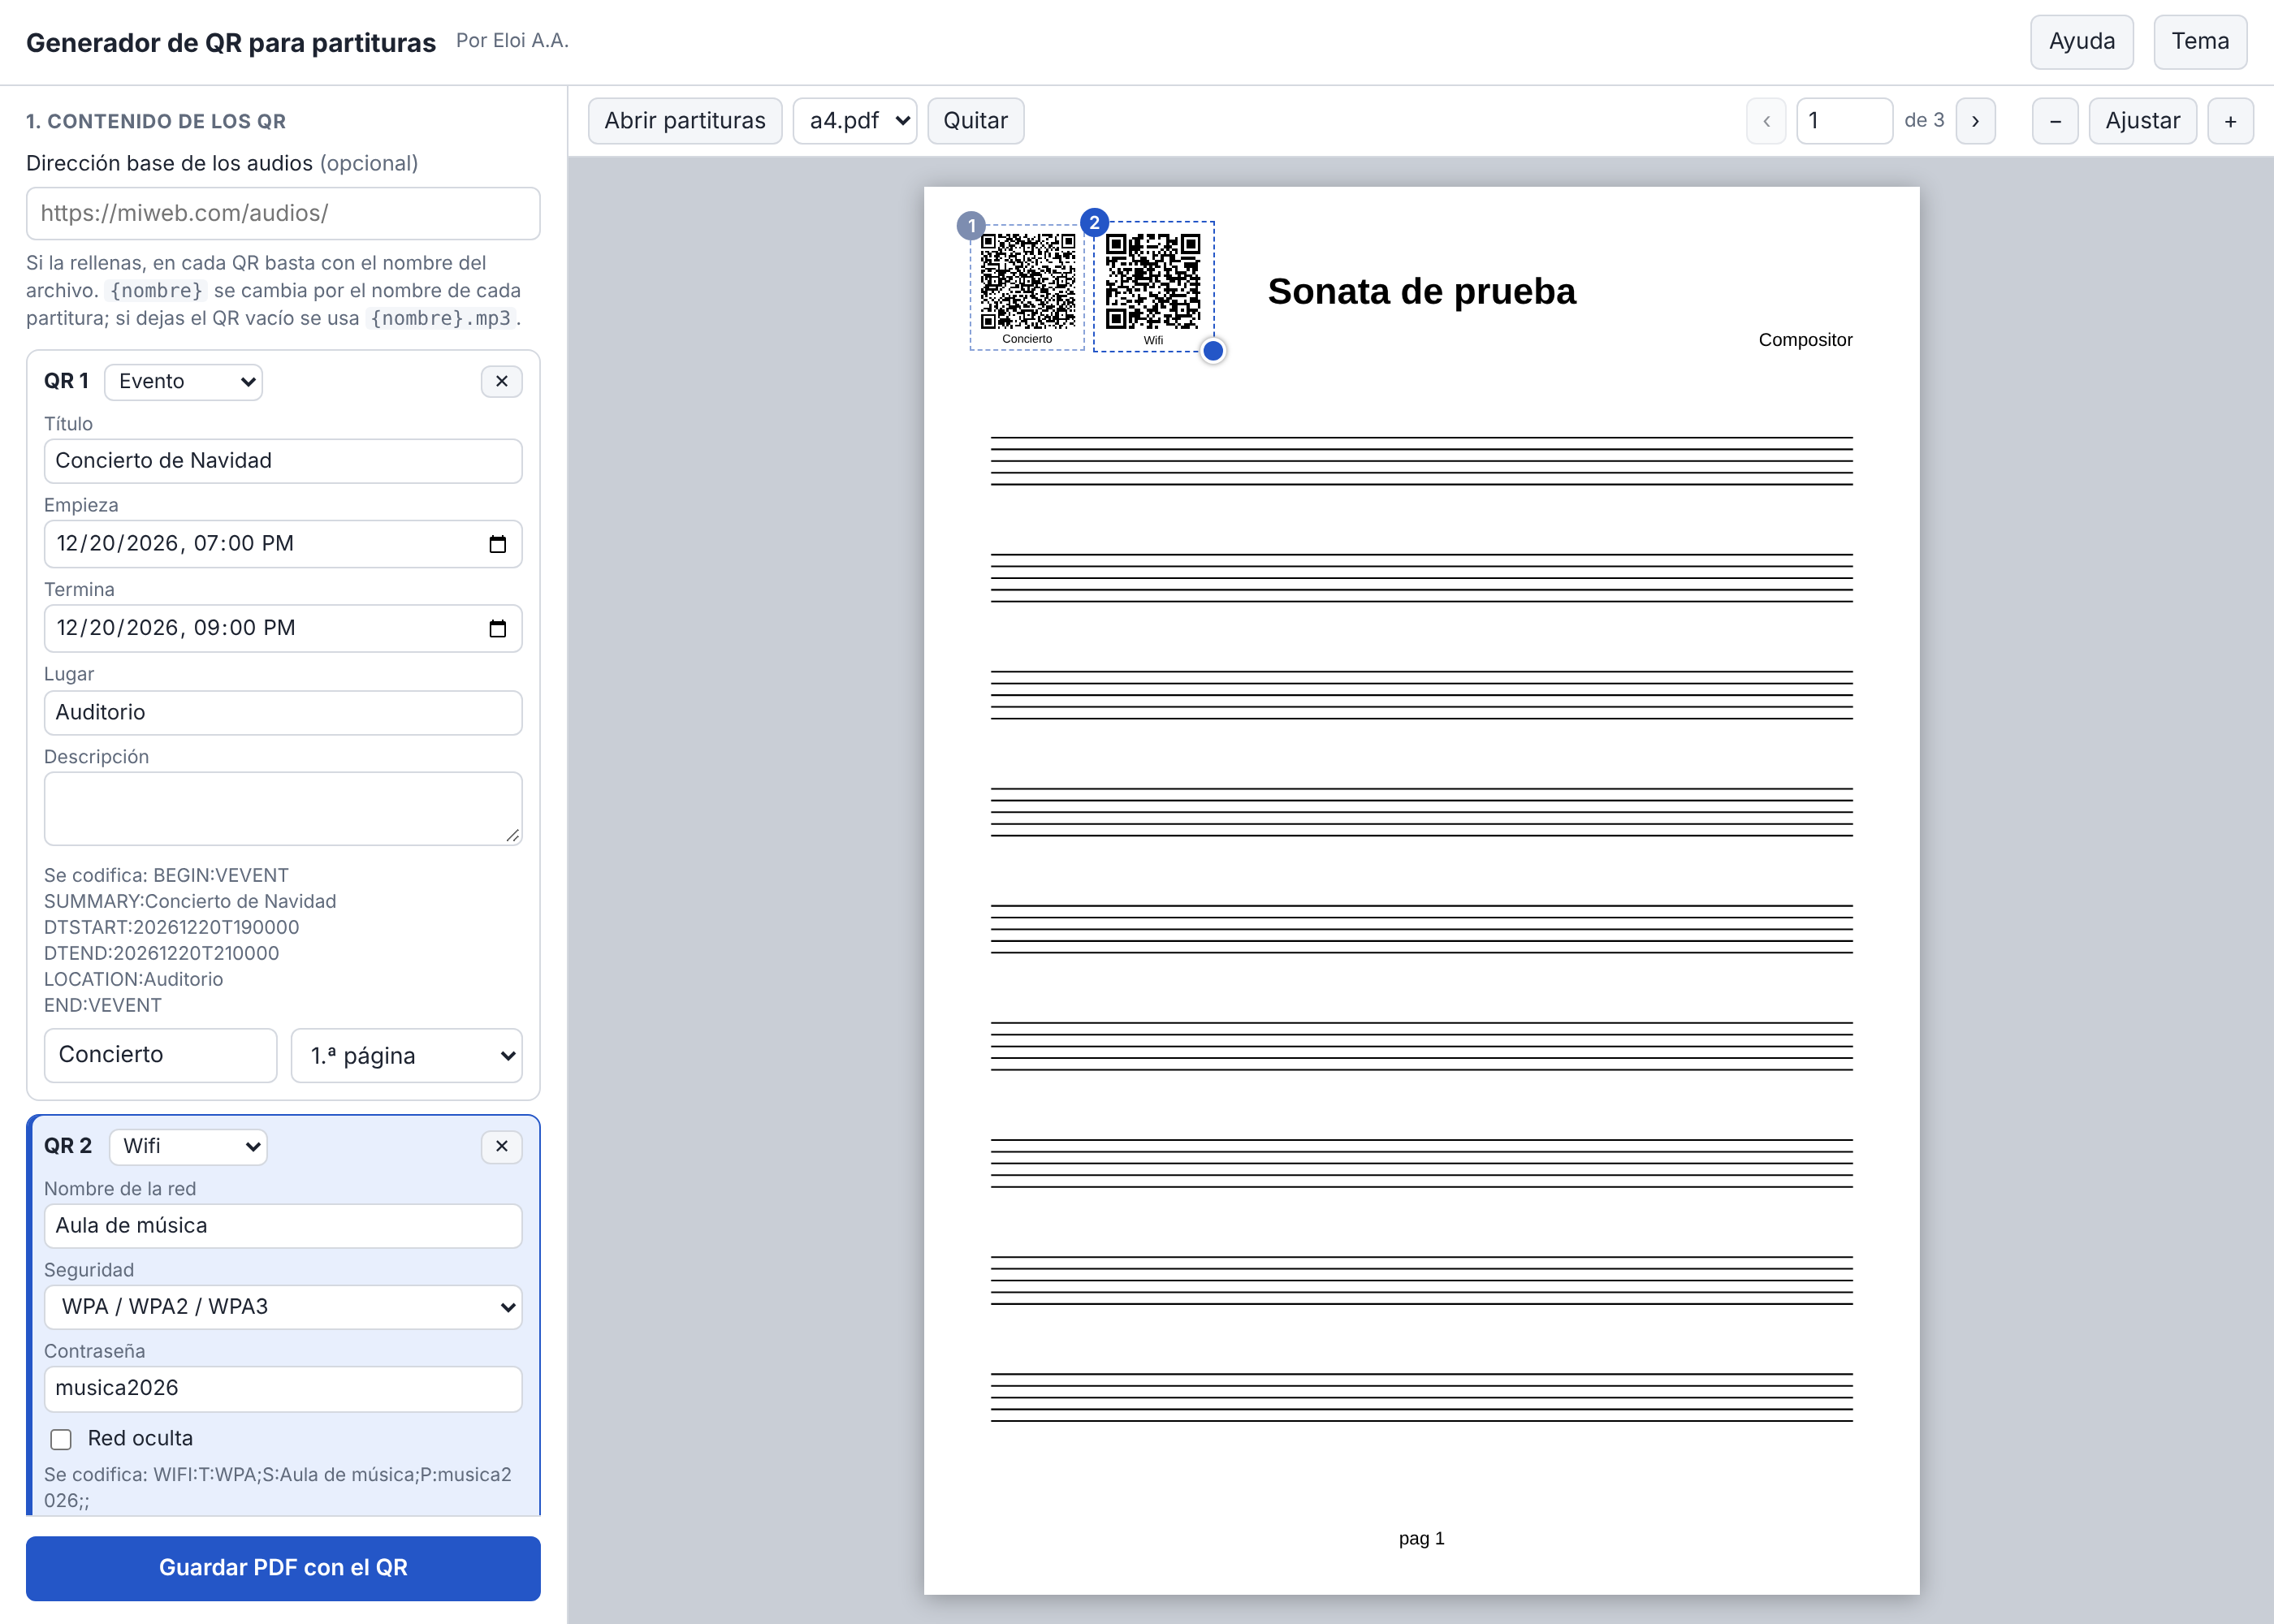 Generador de QR para partituras Por Eloi A.A. Ayuda Tema
1. CONTENIDO DE LOS QR
Dirección base de los audios (opcional)
https://miweb.com/audios/
Si la rellenas, en cada QR basta con el nombre del
archivo. {nombre} se cambia por el nombre de cada
partitura; si dejas el QR vacío se usa {nombre}.mp3.
QR 1 Evento ✕
Título
Concierto de Navidad
Empieza
12/20/2026, 07:00 PM
Termina
12/20/2026, 09:00 PM
Lugar
Auditorio
Descripción
Se codifica: BEGIN:VEVENT
SUMMARY:Concierto de Navidad
DTSTART:20261220T190000
DTEND:20261220T210000
LOCATION:Auditorio
END:VEVENT
Concierto 1.ª página
QR 2 Wifi ✕
Nombre de la red
Aula de música
Seguridad
WPA / WPA2 / WPA3
Contraseña
musica2026
Red oculta
Se codifica: WIFI:T:WPA;S:Aula de música;P:musica2
026;;
Guardar PDF con el QR
Abrir partituras a4.pdf Quitar ‹ 1 de 3 › − Ajustar +
1 2
Concierto Wifi
Sonata de prueba
Compositor
pag 1